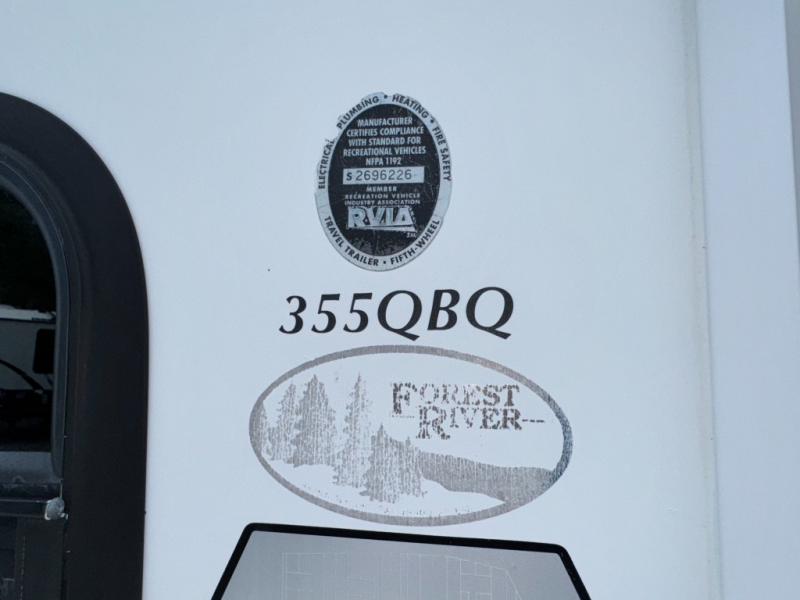 ELECTRICAL • PLUMBING • HEATING • FIRE SAFETY
MANUFACTURER
CERTIFIES COMPLIANCE
WITH STANDARD FOR
RECREATIONAL VEHICLES
NFPA 1192
S 2696226
MEMBER
RECREATION VEHICLE
INDUSTRY ASSOCIATION
RVIA
TRAVEL TRAILER • FIFTH-WHEEL
355QBQ
FOREST
RIVER